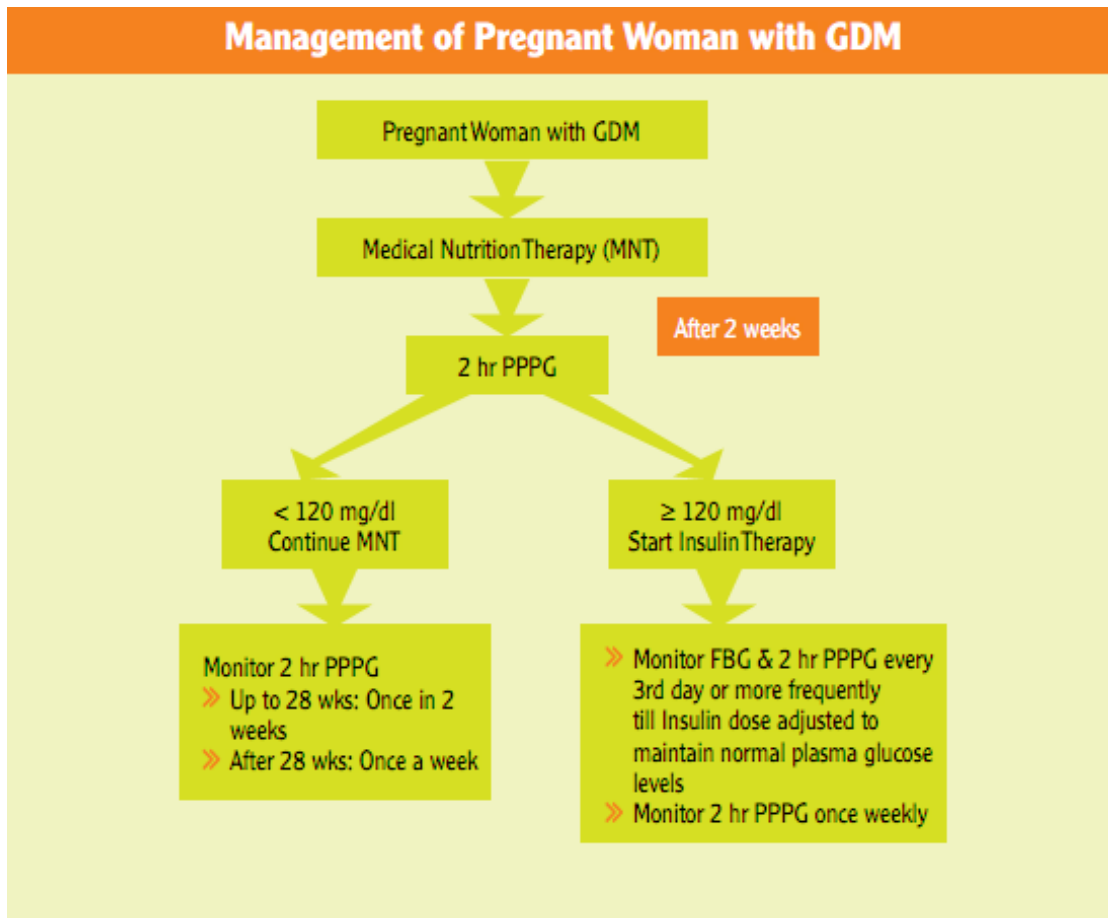 Management of Pregnant Woman with GDM
Pregnant Woman with GDM
Medical Nutrition Therapy (MNT)
After 2 weeks
2 hr PPPG
< 120 mg/dl
Continue MNT
≥ 120 mg/dl
Start Insulin Therapy
Monitor 2 hr PPPG
» Up to 28 wks: Once in 2
weeks
» After 28 wks: Once a week
» Monitor FBG & 2 hr PPPG every
3rd day or more frequently
till Insulin dose adjusted to
maintain normal plasma glucose
levels
» Monitor 2 hr PPPG once weekly